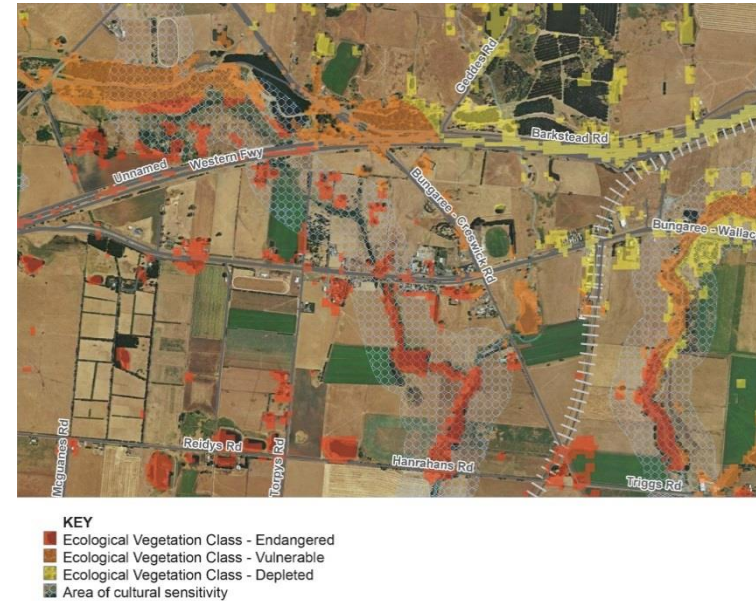 Geddes Rd
Barkstead Rd
Unnamed
Western Fwy
Bungaree - Creswick Rd
Bungaree - Wallac
Mcguanes Rd
Reidys Rd
Torpys Rd
Hanrahans Rd
Triggs Rd
KEY
Ecological Vegetation Class - Endangered
Ecological Vegetation Class - Vulnerable
Ecological Vegetation Class - Depleted
Area of cultural sensitivity